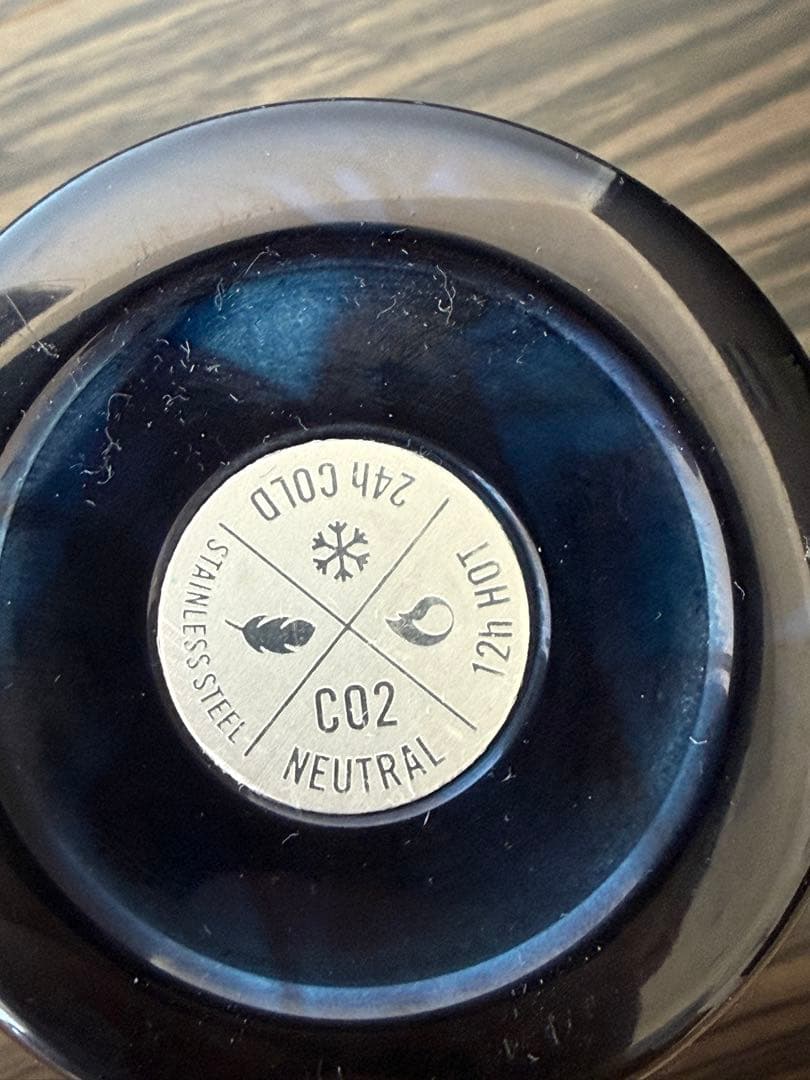 24h COLD
12h HOT
CO2
NEUTRAL
STAINLESS STEEL